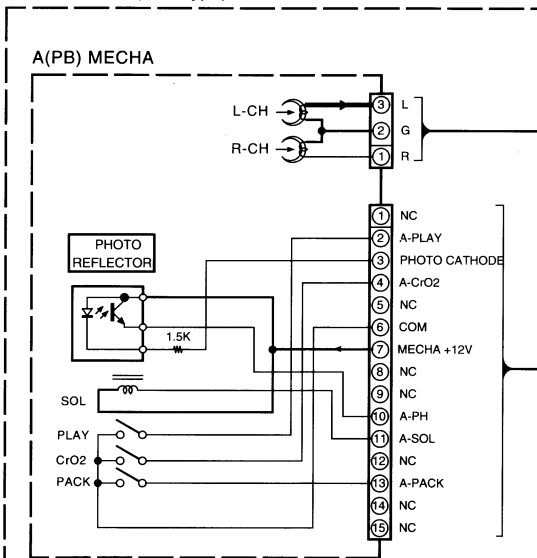 A(PB) MECHA
L-CH
R-CH
3 L
2 G
1 R
PHOTO
REFLECTOR
1.5K
SOL
PLAY
CrO2
PACK
1 NC
2 A-PLAY
3 PHOTO CATHODE
4 A-CrO2
5 NC
6 COM
7 MECHA +12V
8 NC
9 NC
10 A-PH
11 A-SOL
12 NC
13 A-PACK
14 NC
15 NC